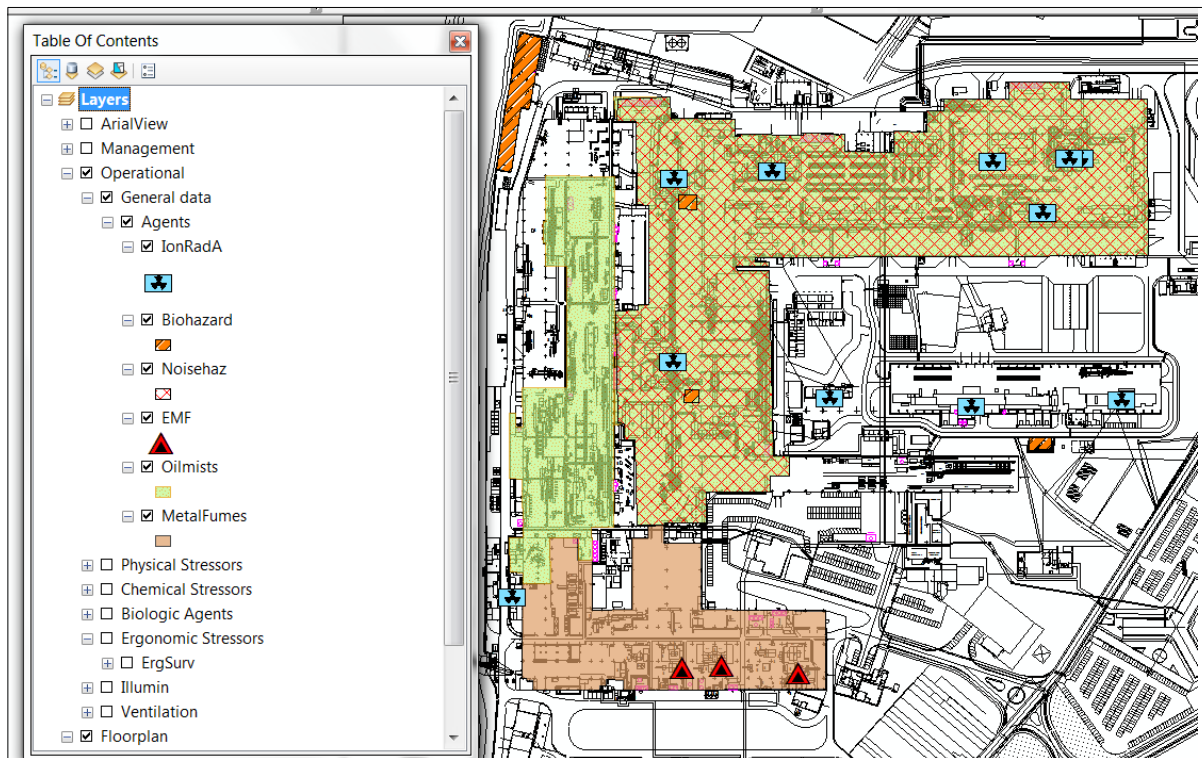 Table Of Contents
Layers
ArialView
Management
Operational
General data
Agents
IonRadA
Biohazard
Noisehaz
EMF
Oilmists
MetalFumes
Physical Stressors
Chemical Stressors
Biologic Agents
Ergonomic Stressors
ErgSurv
Illumin
Ventilation
Floorplan